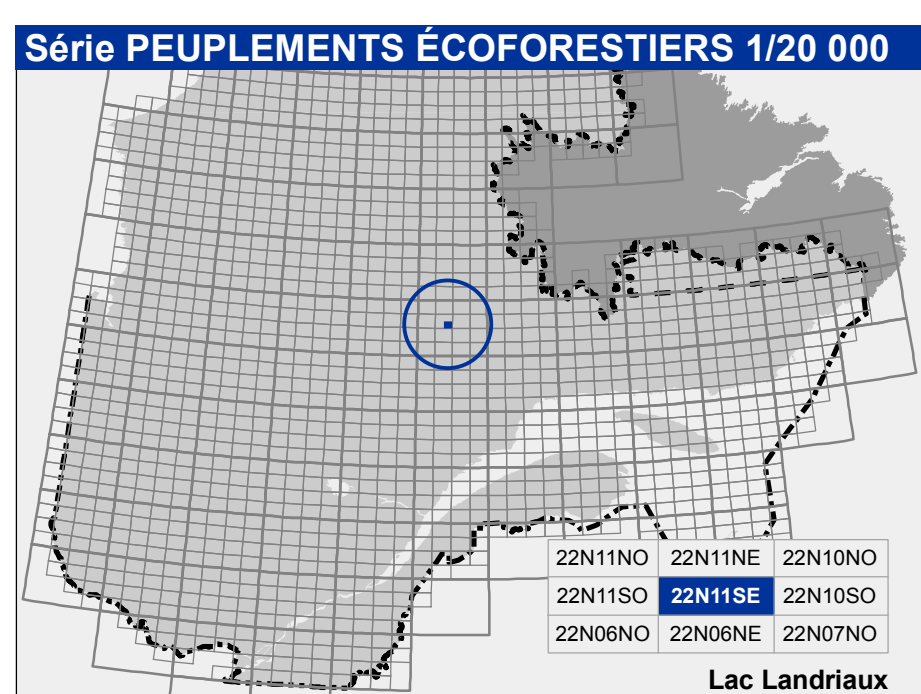 Série PEUPLEMENTS ÉCOFORESTIERS 1/20 000
22N11NO 22N11NE 22N10NO
22N11SO 22N11SE 22N10SO
22N06NO 22N06NE 22N07NO
Lac Landriaux